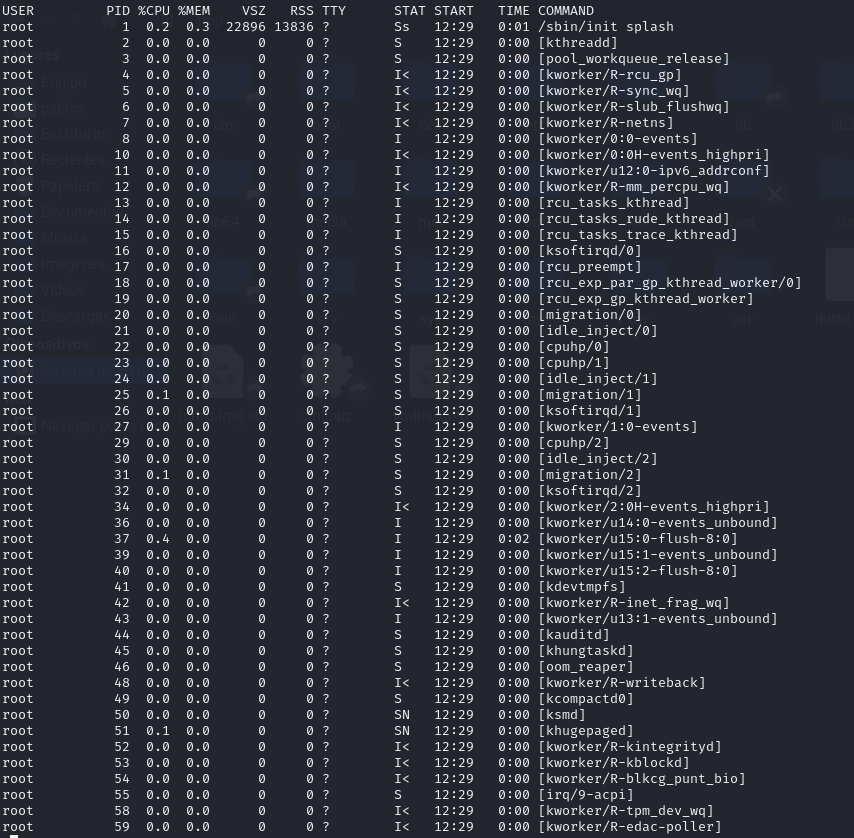 USER         PID %CPU %MEM    VSZ   RSS TTY      STAT START   TIME COMMAND
root           1  0.2  0.3  22896 13836 ?        Ss   12:29   0:01 /sbin/init splash
root           2  0.0  0.0      0     0 ?        S    12:29   0:00 [kthreadd]
root           3  0.0  0.0      0     0 ?        S    12:29   0:00 [pool_workqueue_release]
root           4  0.0  0.0      0     0 ?        I<   12:29   0:00 [kworker/R-rcu_gp]
root           5  0.0  0.0      0     0 ?        I<   12:29   0:00 [kworker/R-sync_wq]
root           6  0.0  0.0      0     0 ?        I<   12:29   0:00 [kworker/R-slub_flushwq]
root           7  0.0  0.0      0     0 ?        I<   12:29   0:00 [kworker/R-netns]
root           8  0.0  0.0      0     0 ?        I    12:29   0:00 [kworker/0:0-events]
root          10  0.0  0.0      0     0 ?        I<   12:29   0:00 [kworker/0:0H-events_highpri]
root          11  0.0  0.0      0     0 ?        I    12:29   0:00 [kworker/u12:0-ipv6_addrconf]
root          12  0.0  0.0      0     0 ?        I<   12:29   0:00 [kworker/R-mm_percpu_wq]
root          13  0.0  0.0      0     0 ?        I    12:29   0:00 [rcu_tasks_kthread]
root          14  0.0  0.0      0     0 ?        I    12:29   0:00 [rcu_tasks_rude_kthread]
root          15  0.0  0.0      0     0 ?        I    12:29   0:00 [rcu_tasks_trace_kthread]
root          16  0.0  0.0      0     0 ?        S    12:29   0:00 [ksoftirqd/0]
root          17  0.0  0.0      0     0 ?        I    12:29   0:00 [rcu_preempt]
root          18  0.0  0.0      0     0 ?        S    12:29   0:00 [rcu_exp_par_gp_kthread_worker/0]
root          19  0.0  0.0      0     0 ?        S    12:29   0:00 [rcu_exp_gp_kthread_worker]
root          20  0.0  0.0      0     0 ?        S    12:29   0:00 [migration/0]
root          21  0.0  0.0      0     0 ?        S    12:29   0:00 [idle_inject/0]
root          22  0.0  0.0      0     0 ?        S    12:29   0:00 [cpuhp/0]
root          23  0.0  0.0      0     0 ?        S    12:29   0:00 [cpuhp/1]
root          24  0.0  0.0      0     0 ?        S    12:29   0:00 [idle_inject/1]
root          25  0.1  0.0      0     0 ?        S    12:29   0:00 [migration/1]
root          26  0.0  0.0      0     0 ?        S    12:29   0:00 [ksoftirqd/1]
root          27  0.0  0.0      0     0 ?        I    12:29   0:00 [kworker/1:0-events]
root          29  0.0  0.0      0     0 ?        S    12:29   0:00 [cpuhp/2]
root          30  0.0  0.0      0     0 ?        S    12:29   0:00 [idle_inject/2]
root          31  0.1  0.0      0     0 ?        S    12:29   0:00 [migration/2]
root          32  0.0  0.0      0     0 ?        S    12:29   0:00 [ksoftirqd/2]
root          34  0.0  0.0      0     0 ?        I<   12:29   0:00 [kworker/2:0H-events_highpri]
root          36  0.0  0.0      0     0 ?        I    12:29   0:00 [kworker/u14:0-events_unbound]
root          37  0.4  0.0      0     0 ?        I    12:29   0:02 [kworker/u15:0-flush-8:0]
root          39  0.0  0.0      0     0 ?        I    12:29   0:00 [kworker/u15:1-events_unbound]
root          40  0.0  0.0      0     0 ?        I    12:29   0:00 [kworker/u15:2-flush-8:0]
root          41  0.0  0.0      0     0 ?        S    12:29   0:00 [kdevtmpfs]
root          42  0.0  0.0      0     0 ?        I<   12:29   0:00 [kworker/R-inet_frag_wq]
root          43  0.0  0.0      0     0 ?        I    12:29   0:00 [kworker/u13:1-events_unbound]
root          44  0.0  0.0      0     0 ?        S    12:29   0:00 [kauditd]
root          45  0.0  0.0      0     0 ?        S    12:29   0:00 [khungtaskd]
root          46  0.0  0.0      0     0 ?        S    12:29   0:00 [oom_reaper]
root          48  0.0  0.0      0     0 ?        I<   12:29   0:00 [kworker/R-writeback]
root          49  0.0  0.0      0     0 ?        S    12:29   0:00 [kcompactd0]
root          50  0.0  0.0      0     0 ?        SN   12:29   0:00 [ksmd]
root          51  0.1  0.0      0     0 ?        SN   12:29   0:00 [khugepaged]
root          52  0.0  0.0      0     0 ?        I<   12:29   0:00 [kworker/R-kintegrityd]
root          53  0.0  0.0      0     0 ?        I<   12:29   0:00 [kworker/R-kblockd]
root          54  0.0  0.0      0     0 ?        I<   12:29   0:00 [kworker/R-blkcg_punt_bio]
root          55  0.0  0.0      0     0 ?        S    12:29   0:00 [irq/9-acpi]
root          58  0.0  0.0      0     0 ?        I<   12:29   0:00 [kworker/R-tpm_dev_wq]
root          59  0.0  0.0      0     0 ?        I<   12:29   0:00 [kworker/R-edac-poller]